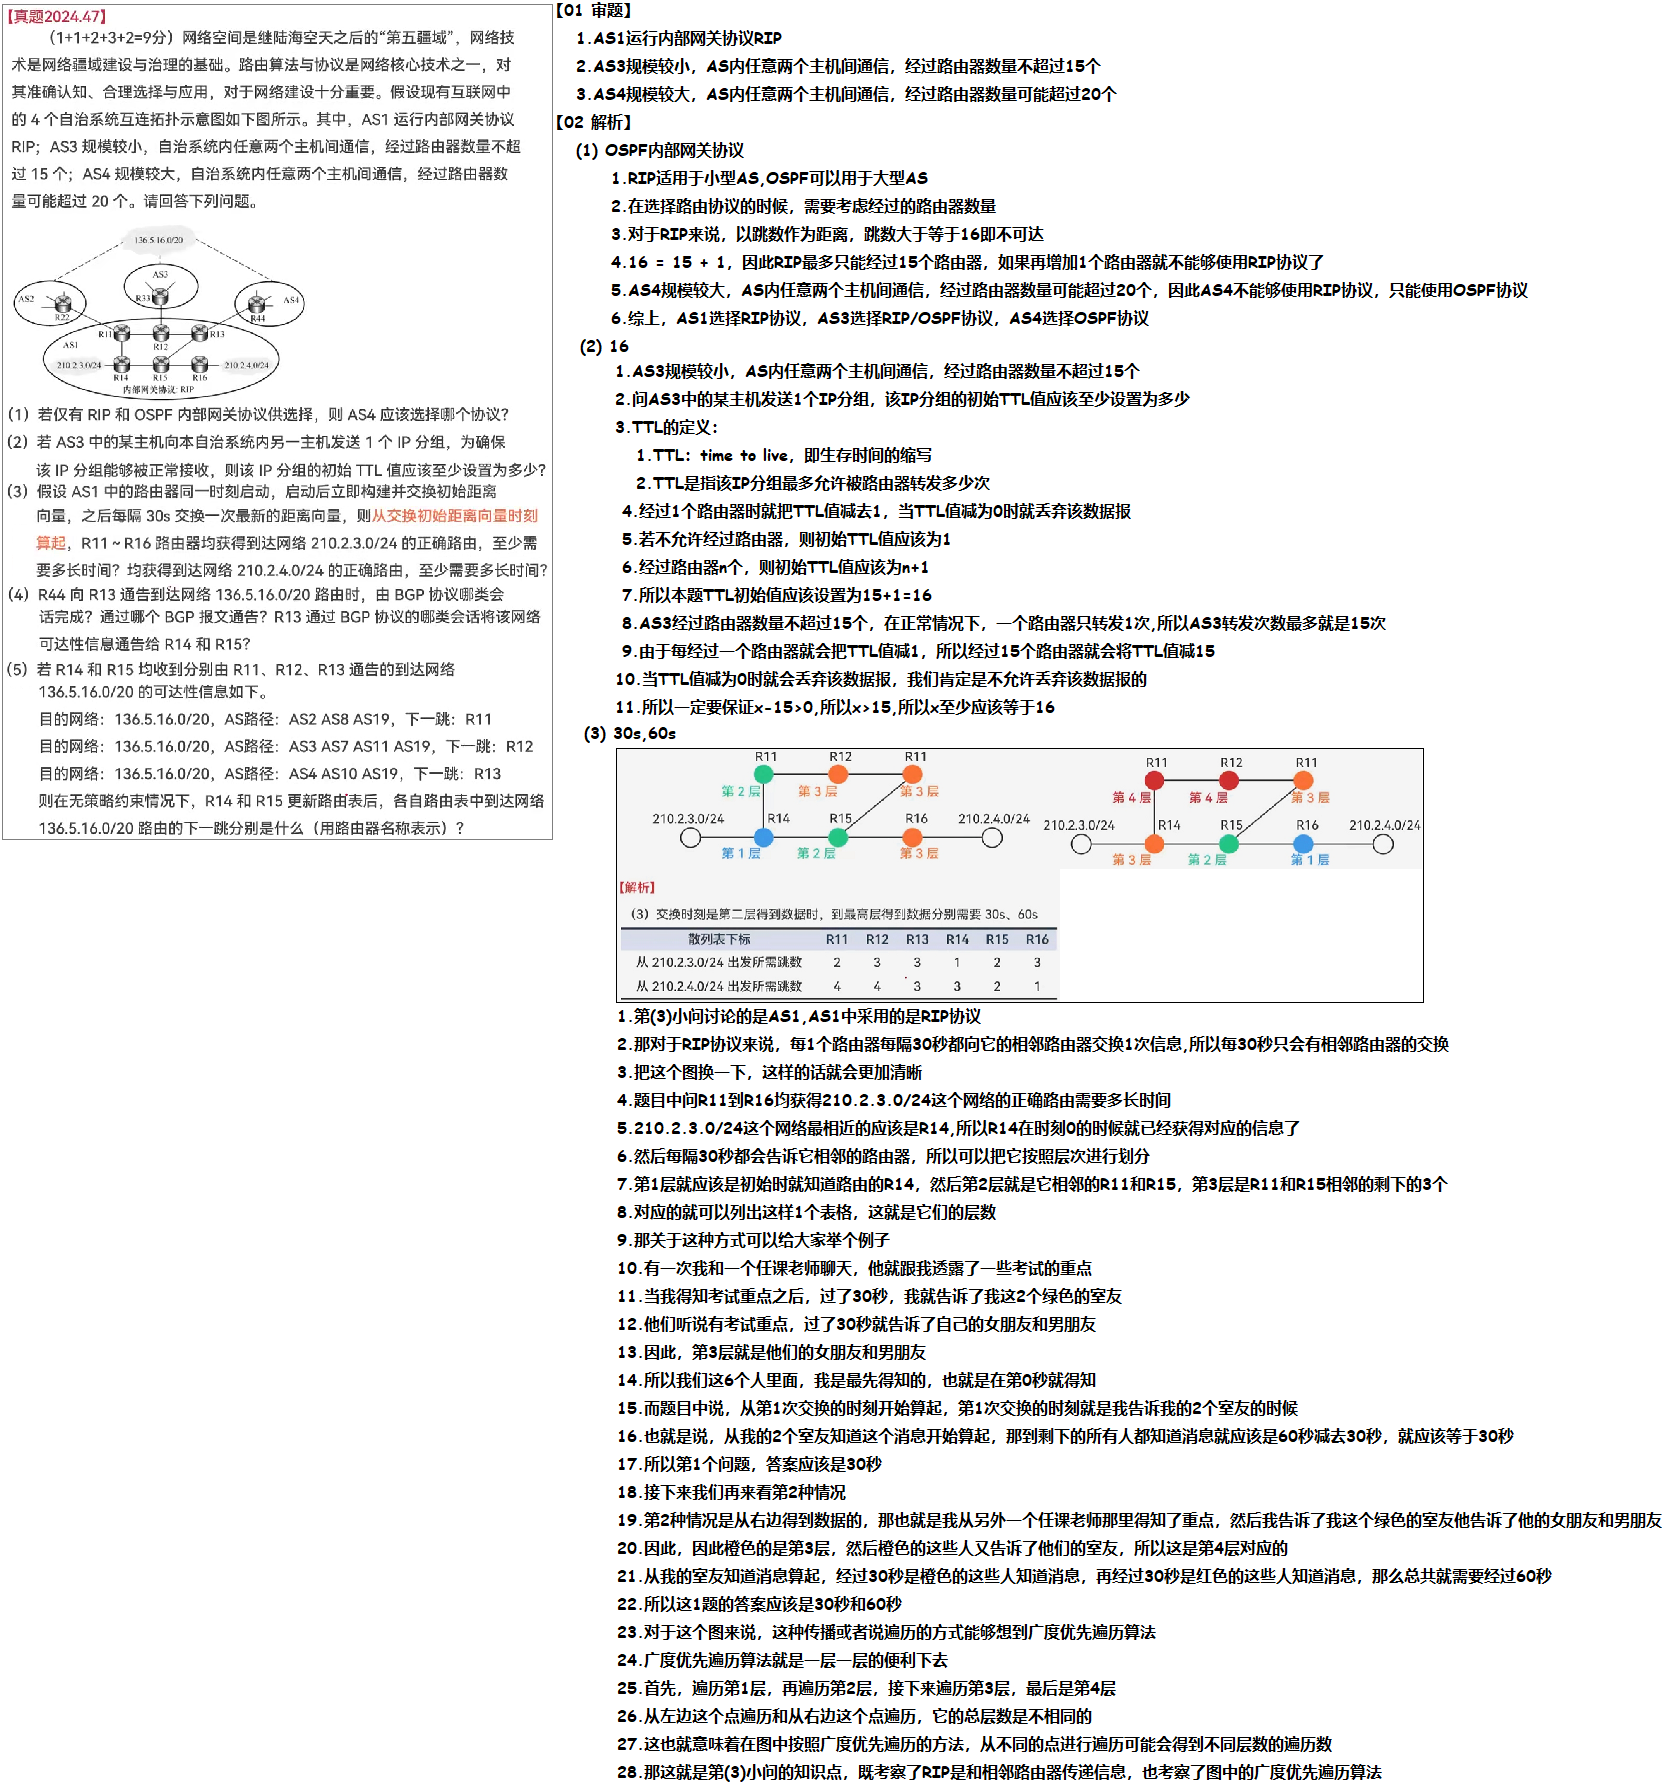 【真题2024.47】
（1+1+2+3+2=9分）网络空间是继陆海空天之后的“第五疆域”，网络技
术是网络疆域建设与治理的基础。路由算法与协议是网络核心技术之一，对
其准确认知、合理选择与应用，对于网络建设十分重要。假设现有互联网中
的 4 个自治系统互连拓扑示意图如下图所示。其中，AS1 运行内部网关协议
RIP；AS3 规模较小，自治系统内任意两个主机间通信，经过路由器数量不超
过 15 个；AS4 规模较大，自治系统内任意两个主机间通信，经过路由器数
量可能超过 20 个。请回答下列问题。
136.5.16.0/20
AS3
AS2
R33
AS4
R22
R44
R11
R12
R13
AS1
210.2.3.0/24
210.2.4.0/24
R14
R15
R16
内部网关协议: RIP
（1）若仅有 RIP 和 OSPF 内部网关协议供选择，则 AS4 应该选择哪个协议？
（2）若 AS3 中的某主机向本自治系统内另一主机发送 1 个 IP 分组，为确保
该 IP 分组能够被正常接收，则该 IP 分组的初始 TTL 值应该至少设置为多少？
（3）假设 AS1 中的路由器同一时刻启动，启动后立即构建并交换初始距离
向量，之后每隔 30s 交换一次最新的距离向量，则从交换初始距离向量时刻
算起，R11～R16 路由器均获得到达网络 210.2.3.0/24 的正确路由，至少需
要多长时间？均获得到达网络 210.2.4.0/24 的正确路由，至少需要多长时间？
（4）R44 向 R13 通告到达网络 136.5.16.0/20 路由时，由 BGP 协议哪类会
话完成？通过哪个 BGP 报文通告？R13 通过 BGP 协议的哪类会话将该网络
可达性信息通告给 R14 和 R15？
（5）若 R14 和 R15 均收到分别由 R11、R12、R13 通告的到达网络
136.5.16.0/20 的可达性信息如下。
目的网络：136.5.16.0/20，AS路径：AS2 AS8 AS19，下一跳：R11
目的网络：136.5.16.0/20，AS路径：AS3 AS7 AS11 AS19，下一跳：R12
目的网络：136.5.16.0/20，AS路径：AS4 AS10 AS19，下一跳：R13
则在无策略约束情况下，R14 和 R15 更新路由表后，各自路由表中到达网络
136.5.16.0/20 路由的下一跳分别是什么（用路由器名称表示）？
【01 审题】
1.AS1运行内部网关协议RIP
2.AS3规模较小，AS内任意两个主机间通信，经过路由器数量不超过15个
3.AS4规模较大，AS内任意两个主机间通信，经过路由器数量可能超过20个
【02 解析】
(1) OSPF内部网关协议
1.RIP适用于小型AS,OSPF可以用于大型AS
2.在选择路由协议的时候，需要考虑经过的路由器数量
3.对于RIP来说，以跳数作为距离，跳数大于等于16即不可达
4.16 = 15 + 1，因此RIP最多只能经过15个路由器，如果再增加1个路由器就不能够使用RIP协议了
5.AS4规模较大，AS内任意两个主机间通信，经过路由器数量可能超过20个，因此AS4不能够使用RIP协议，只能使用OSPF协议
6.综上，AS1选择RIP协议，AS3选择RIP/OSPF协议，AS4选择OSPF协议
(2) 16
1.AS3规模较小，AS内任意两个主机间通信，经过路由器数量不超过15个
2.问AS3中的某主机发送1个IP分组，该IP分组的初始TTL值应该至少设置为多少
3.TTL的定义：
1.TTL：time to live，即生存时间的缩写
2.TTL是指该IP分组最多允许被路由器转发多少次
4.经过1个路由器时就把TTL值减去1，当TTL值减为0时就丢弃该数据报
5.若不允许经过路由器，则初始TTL值应该为1
6.经过路由器n个，则初始TTL值应该为n+1
7.所以本题TTL初始值应该设置为15+1=16
8.AS3经过路由器数量不超过15个，在正常情况下，一个路由器只转发1次,所以AS3转发次数最多就是15次
9.由于每经过一个路由器就会把TTL值减1，所以经过15个路由器就会将TTL值减15
10.当TTL值减为0时就会丢弃该数据报，我们肯定是不允许丢弃该数据报的
11.所以一定要保证x-15>0,所以x>15,所以x至少应该等于16
(3) 30s,60s
R11 R12 R11
第 2 层 第 3 层 第 3 层
210.2.3.0/24 R14 R15 R16 210.2.4.0/24
第 1 层 第 2 层 第 3 层
R11 R12 R11
第 4 层 第 4 层 第 3 层
210.2.3.0/24 R14 R15 R16 210.2.4.0/24
第 3 层 第 2 层 第 1 层
【解析】
（3）交换时刻是第二层得到数据时，到最高层得到数据分别需要 30s、60s
散列表下标 R11 R12 R13 R14 R15 R16
从 210.2.3.0/24 出发所需跳数 2 3 3 1 2 3
从 210.2.4.0/24 出发所需跳数 4 4 3 3 2 1
1.第(3)小问讨论的是AS1,AS1中采用的是RIP协议
2.那对于RIP协议来说，每1个路由器每隔30秒都向它的相邻路由器交换1次信息,所以每30秒只会有相邻路由器的交换
3.把这个图换一下，这样的话就会更加清晰
4.题目中问R11到R16均获得210.2.3.0/24这个网络的正确路由需要多长时间
5.210.2.3.0/24这个网络最相近的应该是R14,所以R14在时刻0的时候就已经获得对应的信息了
6.然后每隔30秒都会告诉它相邻的路由器，所以可以把它按照层次进行划分
7.第1层就应该是初始时就知道路由的R14，然后第2层就是它相邻的R11和R15，第3层是R11和R15相邻的剩下的3个
8.对应的就可以列出这样1个表格，这就是它们的层数
9.那关于这种方式可以给大家举个例子
10.有一次我和一个任课老师聊天，他就跟我透露了一些考试的重点
11.当我得知考试重点之后，过了30秒，我就告诉了我这2个绿色的室友
12.他们听说有考试重点，过了30秒就告诉了自己的女朋友和男朋友
13.因此，第3层就是他们的女朋友和男朋友
14.所以我们这6个人里面，我是最先得知的，也就是在第0秒就得知
15.而题目中说，从第1次交换的时刻开始算起，第1次交换的时刻就是我告诉我的2个室友的时候
16.也就是说，从我的2个室友知道这个消息开始算起，那到剩下的所有人都知道消息就应该是60秒减去30秒，就应该等于30秒
17.所以第1个问题，答案应该是30秒
18.接下来我们再来看第2种情况
19.第2种情况是从右边得到数据的，那也就是我从另外一个任课老师那里得知了重点，然后我告诉了我这个绿色的室友他告诉了他的女朋友和男朋友
20.因此，因此橙色的是第3层，然后橙色的这些人又告诉了他们的室友，所以这是第4层对应的
21.从我的室友知道消息算起，经过30秒是橙色的这些人知道消息，再经过30秒是红色的这些人知道消息，那么总共就需要经过60秒
22.所以这1题的答案应该是30秒和60秒
23.对于这个图来说，这种传播或者说遍历的方式能够想到广度优先遍历算法
24.广度优先遍历算法就是一层一层的便利下去
25.首先，遍历第1层，再遍历第2层，接下来遍历第3层，最后是第4层
26.从左边这个点遍历和从右边这个点遍历，它的总层数是不相同的
27.这也就意味着在图中按照广度优先遍历的方法，从不同的点进行遍历可能会得到不同层数的遍历数
28.那这就是第(3)小问的知识点，既考察了RIP是和相邻路由器传递信息，也考察了图中的广度优先遍历算法